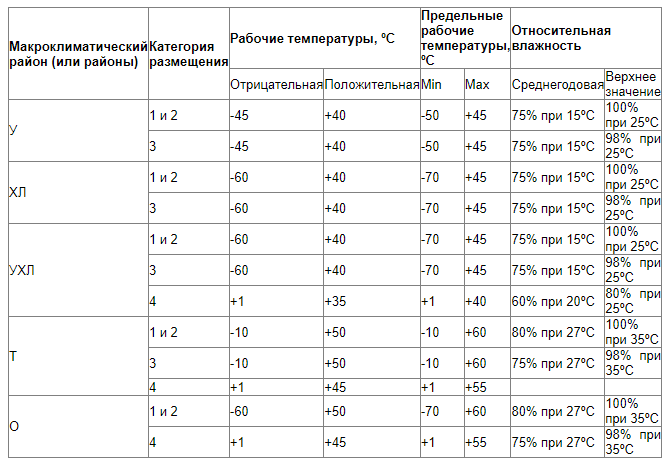 Макроклиматический район (или районы) Категория размещения Рабочие температуры, ºС Предельные рабочие температуры, ºС Относительная влажность
Отрицательная Положительная Min Max Среднегодовая Верхнее значение
У 1 и 2 -45 +40 -50 +45 75% при 15ºС 100% при 25ºС
3 -45 +40 -50 +45 75% при 15ºС 98% при 25ºС
ХЛ 1 и 2 -60 +40 -70 +45 75% при 15ºС 100% при 25ºС
3 -60 +40 -70 +45 75% при 15ºС 98% при 25ºС
УХЛ 1 и 2 -60 +40 -70 +45 75% при 15ºС 100% при 25ºС
3 -60 +40 -70 +45 75% при 15ºС 98% при 25ºС
4 +1 +35 +1 +40 60% при 20ºС 80% при 25ºС
Т 1 и 2 -10 +50 -10 +60 80% при 27ºС 100% при 35ºС
3 -10 +50 -10 +60 75% при 27ºС 98% при 35ºС
4 +1 +45 +1 +55
О 1 и 2 -60 +50 -70 +60 80% при 27ºС 100% при 35ºС
4 +1 +45 +1 +55 75% при 27ºС 98% при 35ºС